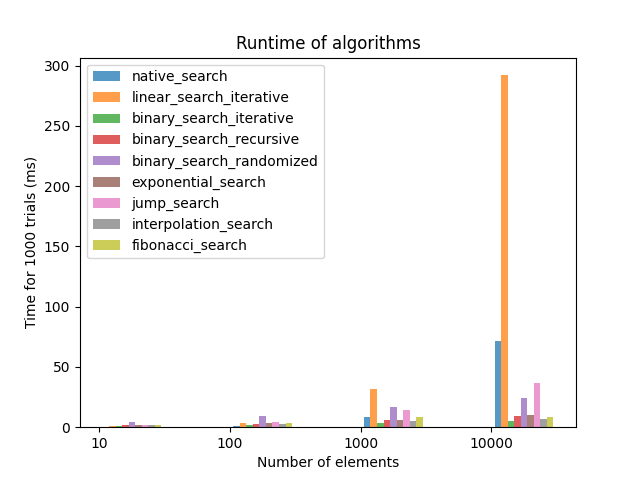 Runtime of algorithms
300
250
200
150
100
50
0
Time for 1000 trials (ms)
native_search
linear_search_iterative
binary_search_iterative
binary_search_recursive
binary_search_randomized
exponential_search
jump_search
interpolation_search
fibonacci_search
10
100
1000
10000
Number of elements